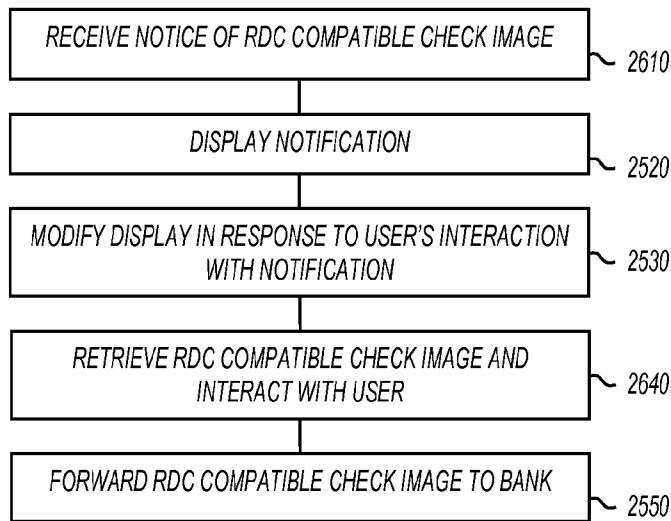 RECEIVE NOTICE OF RDC COMPATIBLE CHECK IMAGE
2610
DISPLAY NOTIFICATION
2520
MODIFY DISPLAY IN RESPONSE TO USER'S INTERACTION
WITH NOTIFICATION
2530
RETRIEVE RDC COMPATIBLE CHECK IMAGE AND
INTERACT WITH USER
2640
FORWARD RDC COMPATIBLE CHECK IMAGE TO BANK
2550